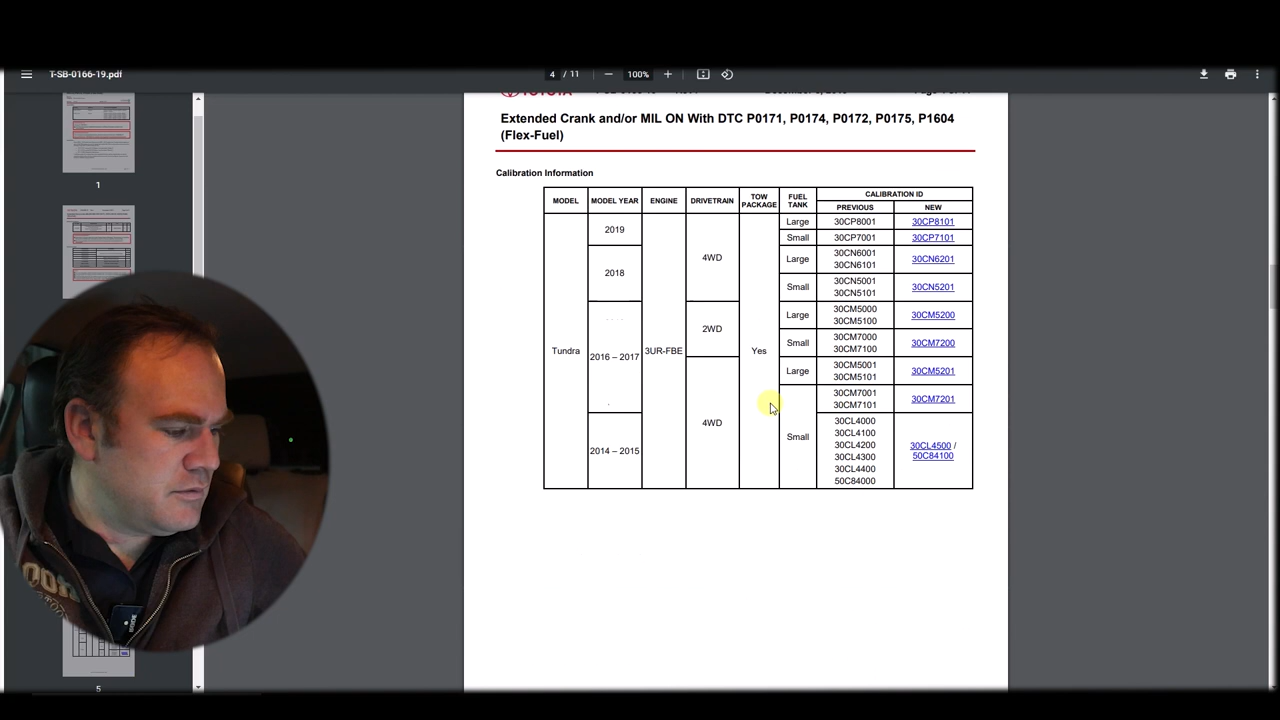 T-SB-0166-19.pdf
4 / 11
100%
1
5
Extended Crank and/or MIL ON With DTC P0171, P0174, P0172, P0175, P1604
(Flex-Fuel)
Calibration Information
MODEL MODEL YEAR ENGINE DRIVETRAIN TOW PACKAGE FUEL TANK CALIBRATION ID
PREVIOUS NEW
Tundra 2019 3UR-FBE 4WD Yes Large 30CP8001 30CP8101
Small 30CP7001 30CP7101
2018 Large 30CN6001 30CN6201
30CN6101
Small 30CN5001 30CN5201
30CN5101
2016 – 2017 2WD Large 30CM5000 30CM5200
30CM5100
Small 30CM7000 30CM7200
30CM7100
4WD Large 30CM5001 30CM5201
30CM5101
Small 30CM7001 30CM7201
30CM7101
2014 – 2015 30CL4000 30CL4500 /
30CL4100 50C84100
30CL4200
30CL4300
30CL4400
50C84000